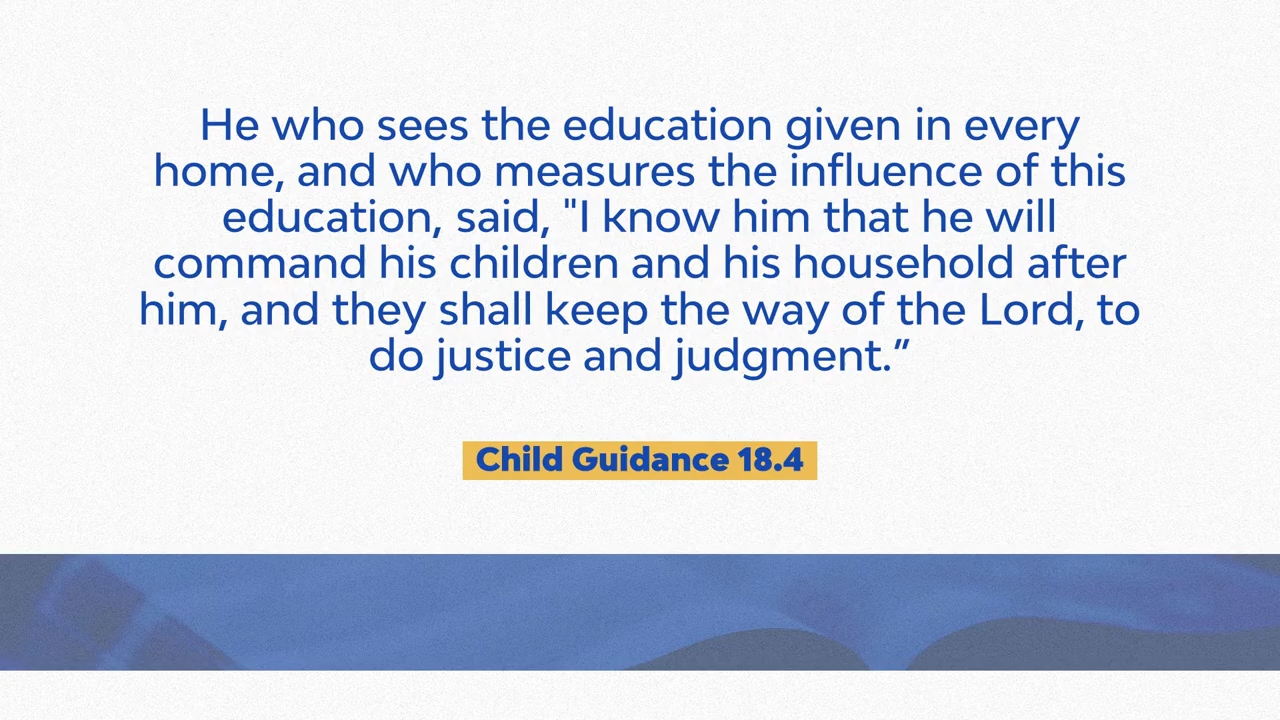 He who sees the education given in every
home, and who measures the influence of this
education, said, "I know him that he will
command his children and his household after
him, and they shall keep the way of the Lord, to
do justice and judgment.”
Child Guidance 18.4